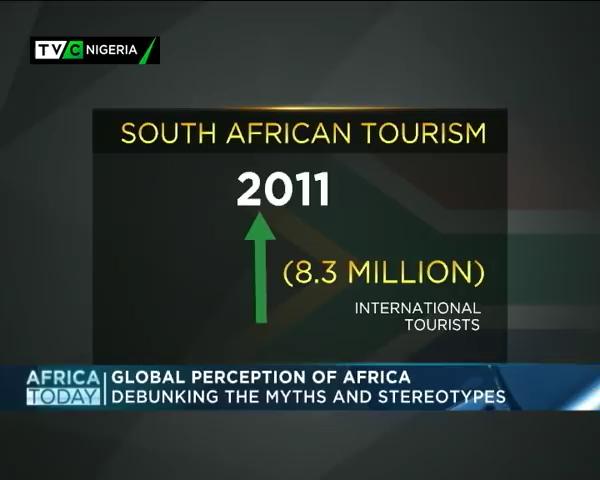 TVC NIGERIA
SOUTH AFRICAN TOURISM
2011
(8.3 MILLION)
INTERNATIONAL
TOURISTS
AFRICA
TODAY
GLOBAL PERCEPTION OF AFRICA
DEBUNKING THE MYTHS AND STEREOTYPES